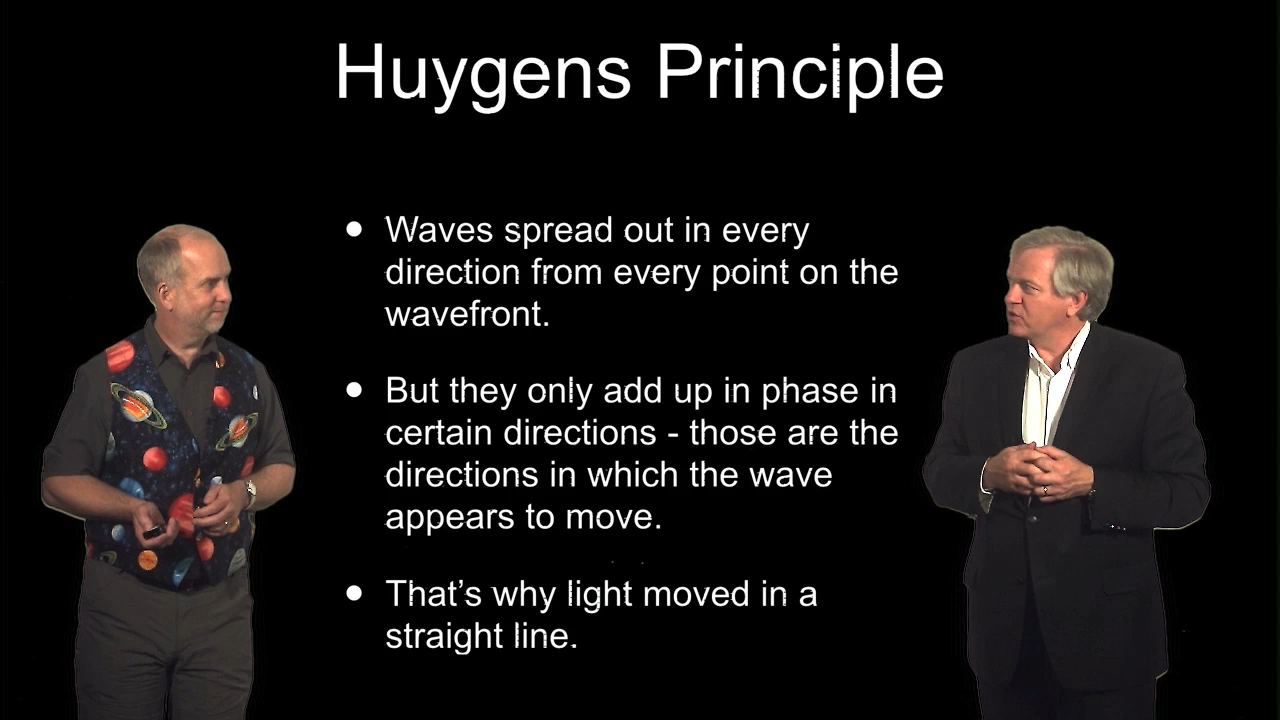 Huygens Principle
• Waves spread out in every
direction from every point on the
wavefront.
• But they only add up in phase in
certain directions - those are the
directions in which the wave
appears to move.
• That’s why light moved in a
straight line.